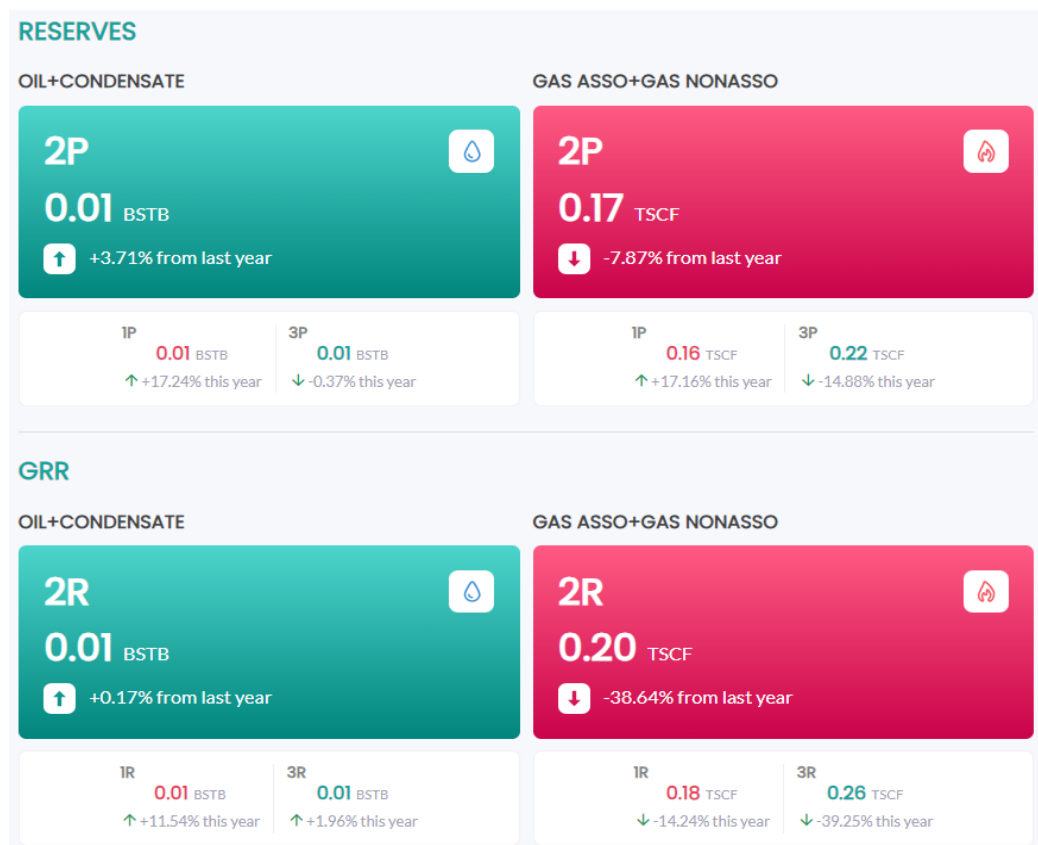 RESERVES
OIL+CONDENSATE
2P
0.01 BSTB
+3.71% from last year
1P
0.01 BSTB
+17.24% this year
3P
0.01 BSTB
-0.37% this year
GAS ASSO+GAS NONASSO
2P
0.17 TSCF
-7.87% from last year
1P
0.16 TSCF
+17.16% this year
3P
0.22 TSCF
-14.88% this year
GRR
OIL+CONDENSATE
2R
0.01 BSTB
+0.17% from last year
1R
0.01 BSTB
+11.54% this year
3R
0.01 BSTB
+1.96% this year
GAS ASSO+GAS NONASSO
2R
0.20 TSCF
-38.64% from last year
1R
0.18 TSCF
-14.24% this year
3R
0.26 TSCF
-39.25% this year